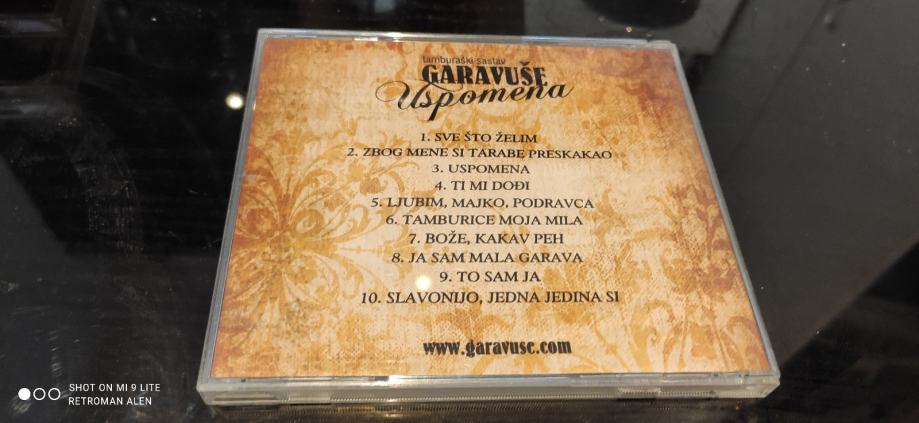 tamburaški sastav
GARAVUŠE
Uspomena
1. SVE ŠTO ŽELIM
2. ZBOG MENE SI TARABE PRESKAKAO
3. USPOMENA
4. TI MI DOĐI
5. LJUBIM, MAJKO, PODRAVCA
6. TAMBURICE MOJA MILA
7. BOŽE, KAKAV PEH
8. JA SAM MALA GARAVA
9. TO SAM JA
10. SLAVONIJO, JEDNA JEDINA SI
www.garavuse.com
SHOT ON MI 9 LITE
RETROMAN ALEN